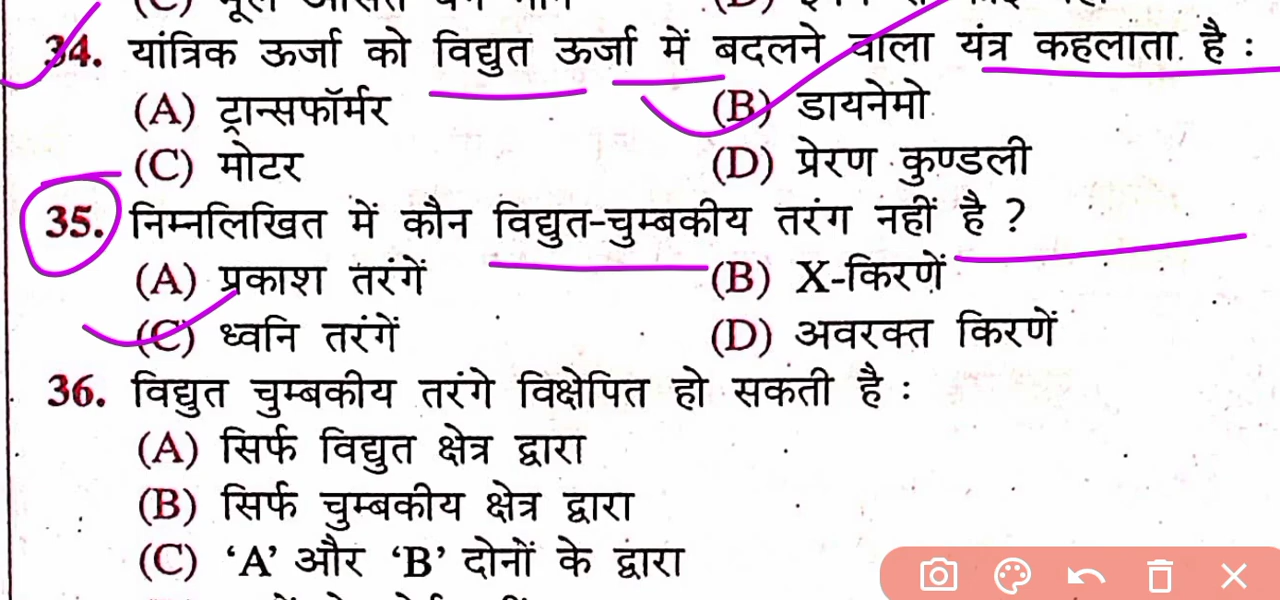 34. यांत्रिक ऊर्जा को विद्युत ऊर्जा में बदलने वाला यंत्र कहलाता है :
(A) ट्रान्सफॉर्मर (B) डायनेमो
(C) मोटर (D) प्रेरण कुण्डली
35. निम्नलिखित में कौन विद्युत-चुम्बकीय तरंग नहीं है ?
(A) प्रकाश तरंगें (B) X-किरणें
(C) ध्वनि तरंगें (D) अवरक्त किरणें
36. विद्युत चुम्बकीय तरंगे विक्षेपित हो सकती है :
(A) सिर्फ विद्युत क्षेत्र द्वारा
(B) सिर्फ चुम्बकीय क्षेत्र द्वारा
(C) ‘A’ और ‘B’ दोनों के द्वारा